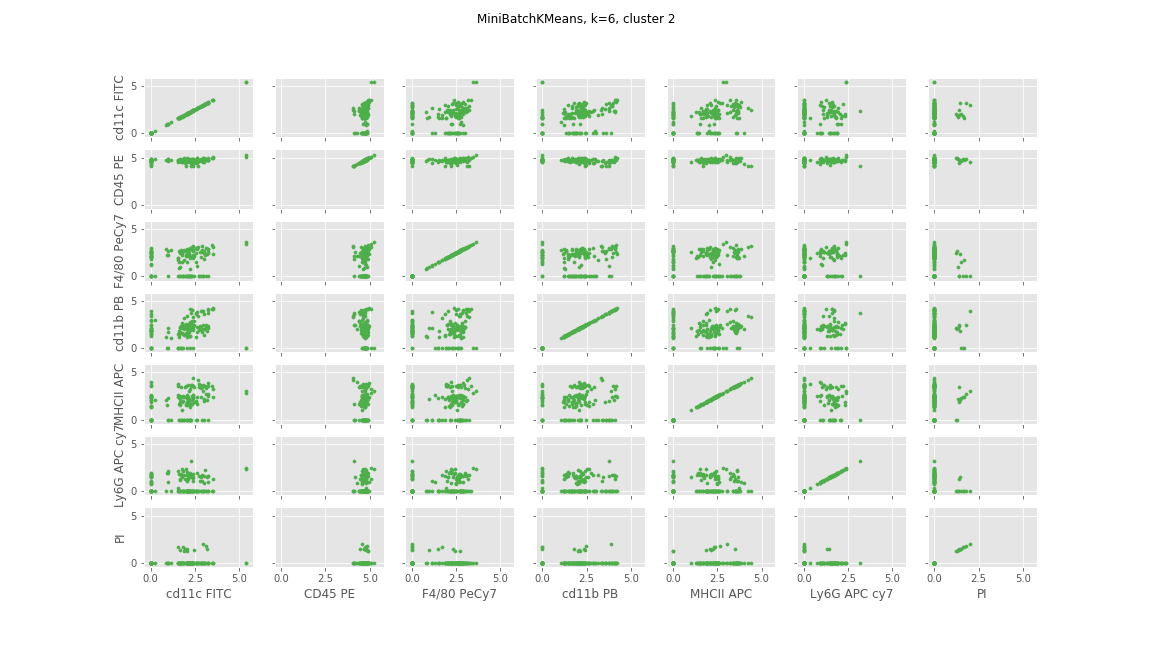 MiniBatchKMeans, k=6, cluster 2
5
0
cd11c FITC
5
0
CD45 PE
5
0
F4/80 PeCy7
5
0
cd11b PB
5
0
MHCII APC
5
0
Ly6G APC cy7
5
0
PI
0.0 2.5 5.0 0.0 2.5 5.0 0.0 2.5 5.0 0.0 2.5 5.0 0.0 2.5 5.0 0.0 2.5 5.0 0.0 2.5 5.0
cd11c FITC CD45 PE F4/80 PeCy7 cd11b PB MHCII APC Ly6G APC cy7 PI